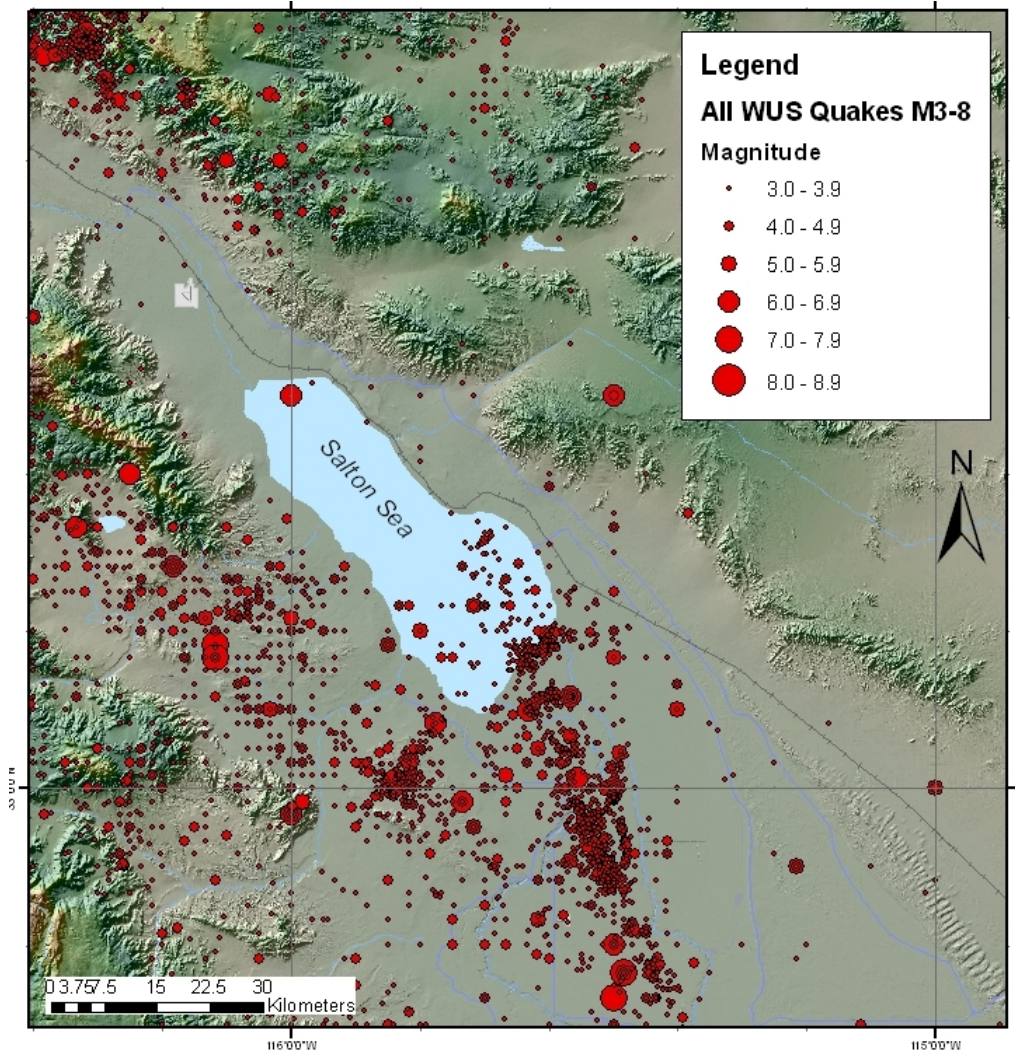 Legend
All WUS Quakes M3-8
Magnitude
3.0 - 3.9
4.0 - 4.9
5.0 - 5.9
6.0 - 6.9
7.0 - 7.9
8.0 - 8.9
N
Salton Sea
0 3.75 7.5 15 22.5 30
Kilometers
116°0'0"W 115°0'0"W